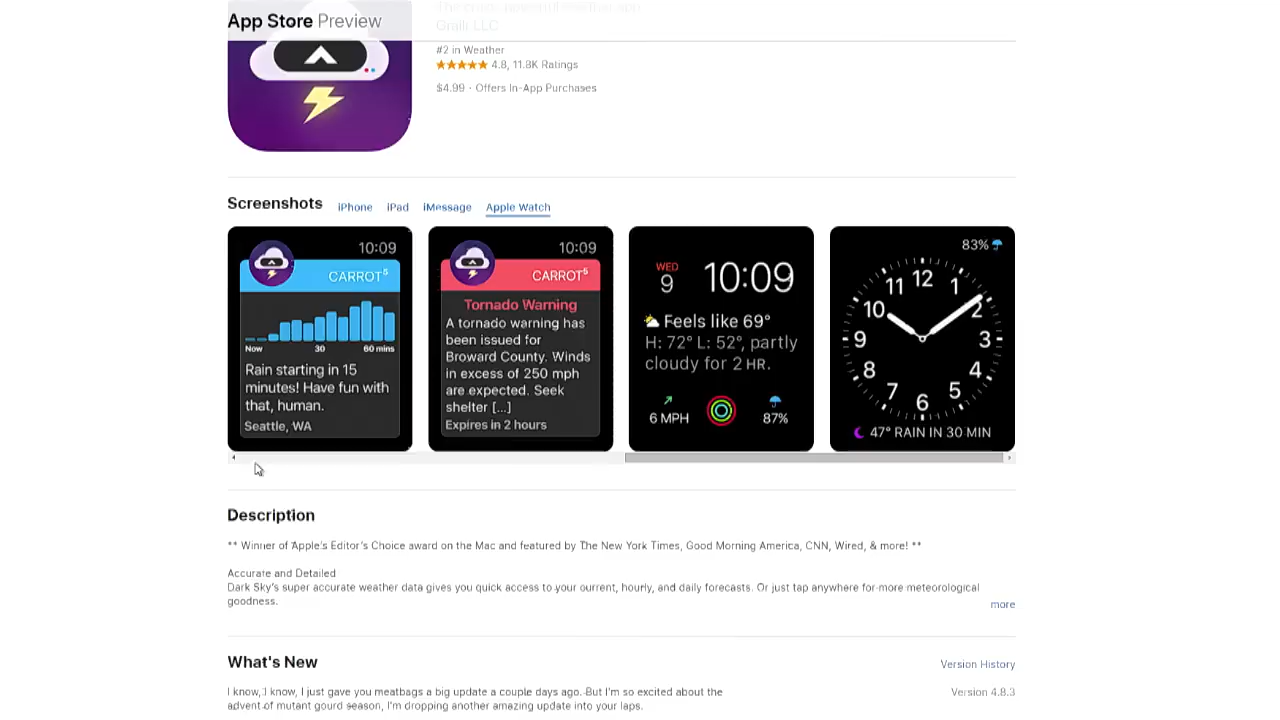 App Store Preview
The crazy-powerful weather app
Grailr LLC
#2 in Weather
★★★★★ 4.8, 11.8K Ratings
$4.99 · Offers In-App Purchases
Screenshots iPhone iPad iMessage Apple Watch
10:09
CARROT⁵
Now 30 60 mins
Rain starting in 15
minutes! Have fun with
that, human.
Seattle, WA
10:09
CARROT⁵
Tornado Warning
A tornado warning has
been issued for
Broward County. Winds
in excess of 250 mph
are expected. Seek
shelter [...]
Expires in 2 hours
WED
9
10:09
Feels like 69°
H: 72° L: 52°, partly
cloudy for 2 HR.
6 MPH
87%
83%
12
1
2
3
4
5
6
7
8
9
10
11
47° RAIN IN 30 MIN
Description
** Winner of Apple's Editor's Choice award on the Mac and featured by The New York Times, Good Morning America, CNN, Wired, & more! **
Accurate and Detailed
Dark Sky's super accurate weather data gives you quick access to your current, hourly, and daily forecasts. Or just tap anywhere for more meteorological
goodness.
more
What's New
Version History
I know, I know, I just gave you meatbags a big update a couple days ago. But I'm so excited about the
Version 4.8.3
advent of mutant gourd season, I'm dropping another amazing update into your laps.